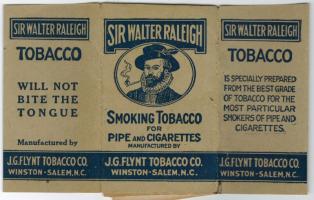 SIR WALTER RALEIGH
TOBACCO
WILL NOT
BITE THE
TONGUE
Manufactured by
J.G.FLYNT TOBACCO CO.
WINSTON-SALEM,N.C.
SIR WALTER RALEIGH
SMOKING TOBACCO
FOR
PIPE AND CIGARETTES
MANUFACTURED BY
J.G.FLYNT TOBACCO CO.
WINSTON-SALEM,N.C.
SIR WALTER RALEIGH
TOBACCO
IS SPECIALLY PREPARED
FROM THE BEST GRADE
OF TOBACCO FOR THE
MOST PARTICULAR
SMOKERS OF PIPE AND
CIGARETTES.
J.G.FLYNT TOBACCO CO.
WINSTON-SALEM,N.C.